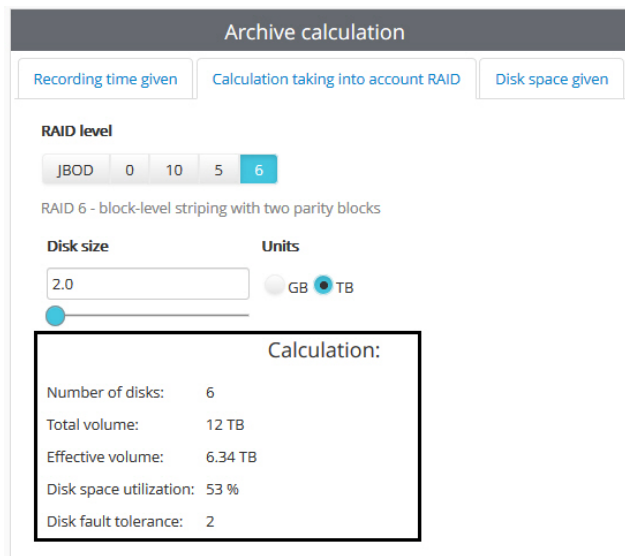 Archive calculation
Recording time given
Calculation taking into account RAID
Disk space given
RAID level
JBOD 0 10 5 6
RAID 6 - block-level striping with two parity blocks
Disk size Units
2.0 GB TB
Calculation:
Number of disks: 6
Total volume: 12 TB
Effective volume: 6.34 TB
Disk space utilization: 53 %
Disk fault tolerance: 2